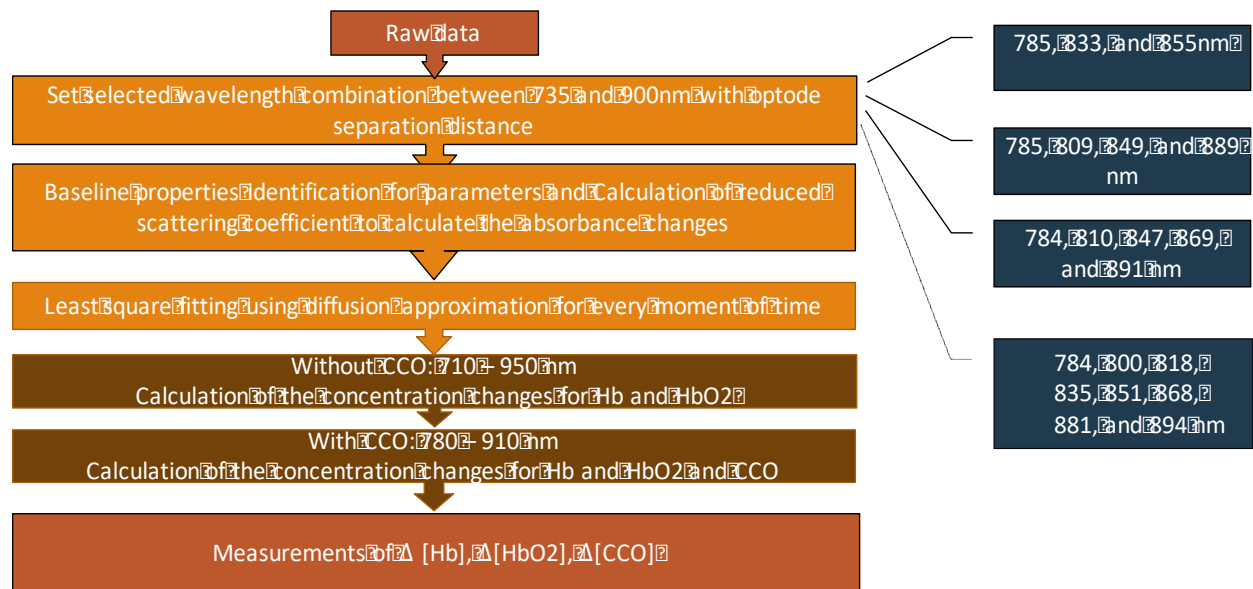 Raw data
Set selected wavelength combination between 735 and 900nm with optode
separation distance
Baseline properties identification for parameters and Calculation of reduced
scattering coefficient to calculate the absorbance changes
Least square fitting using diffusion approximation for every moment of time
Without CCO: 710 – 950 nm
Calculation of the concentration changes for Hb and HbO2
With CCO: 780 – 910 nm
Calculation of the concentration changes for Hb and HbO2 and CCO
Measurements of Δ [Hb], Δ[HbO2], Δ[CCO]
785, 833, and 855nm
785, 809, 849, and 889
nm
784, 810, 847, 869,
and 891 nm
784, 800, 818,
835, 851, 868,
881, and 894 nm